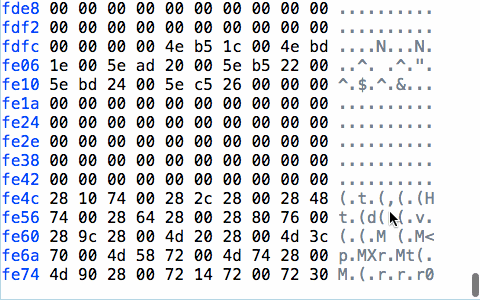 fde8 00 00 00 00 00 00 00 00 00 00 ..........
fdf2 00 00 00 00 00 00 00 00 00 00 ..........
fdfc 00 00 00 00 4e b5 1c 00 4e bd ....N...N.
fe06 1e 00 5e ad 20 00 5e b5 22 00 ..^. .^.".
fe10 5e bd 24 00 5e c5 26 00 00 00 ^.$.^.&...
fe1a 00 00 00 00 00 00 00 00 00 00 ..........
fe24 00 00 00 00 00 00 00 00 00 00 ..........
fe2e 00 00 00 00 00 00 00 00 00 00 ..........
fe38 00 00 00 00 00 00 00 00 00 00 ..........
fe42 00 00 00 00 00 00 00 00 00 00 ..........
fe4c 28 10 74 00 28 2c 28 00 28 48 (.t.(,(.(H
fe56 74 00 28 64 28 00 28 80 76 00 t.(d( (.v.
fe60 28 9c 28 00 4d 20 28 00 4d 3c (.(.M (.M<
fe6a 70 00 4d 58 72 00 4d 74 28 00 p.MXr.Mt(.
fe74 4d 90 28 00 72 14 72 00 72 30 M.(.r.r.r0